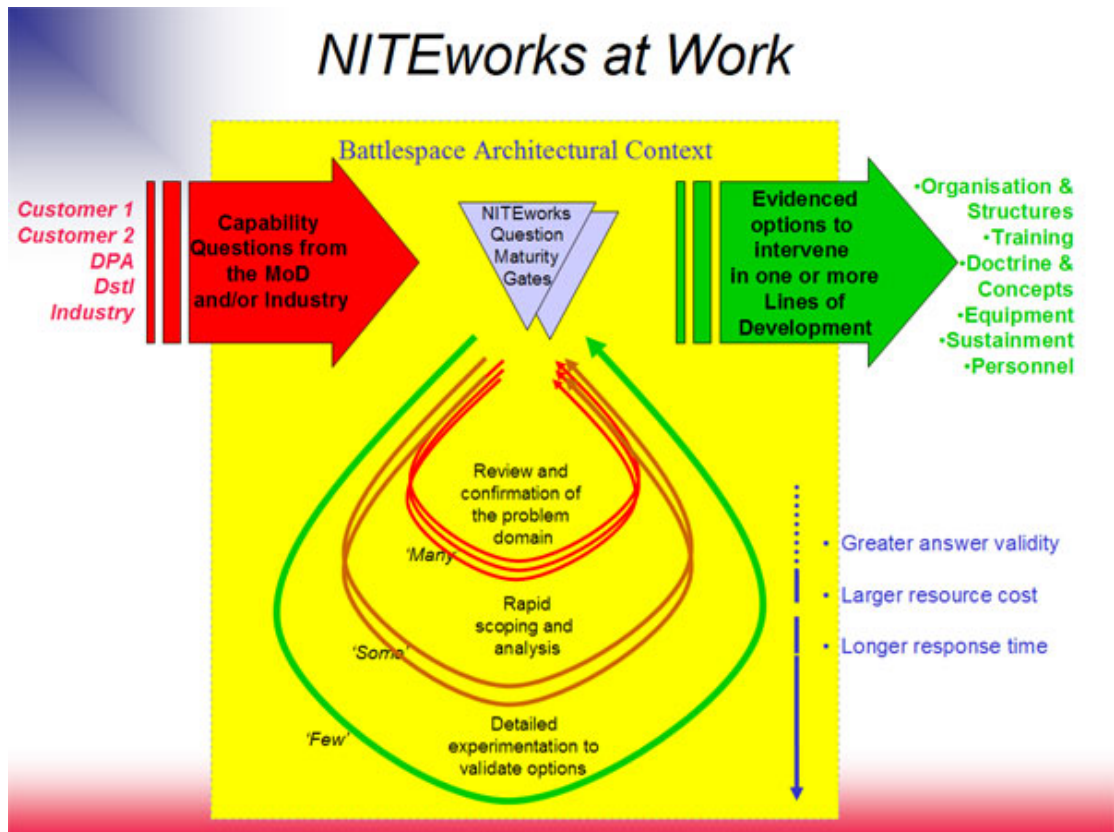 NITEworks at Work
Battlespace Architectural Context
Customer 1
Customer 2
DPA
Dstl
Industry
Capability
Questions from
the MoD
and/or Industry
NITEworks
Question
Maturity
Gates
Evidenced
options to
intervene
in one or more
Lines of
Development
•Organisation &
Structures
•Training
•Doctrine &
Concepts
•Equipment
•Sustainment
•Personnel
Review and
confirmation of
the problem
domain
'Many'
Rapid
scoping and
analysis
'Some'
Detailed
experimentation to
validate options
'Few'
• Greater answer validity
• Larger resource cost
• Longer response time